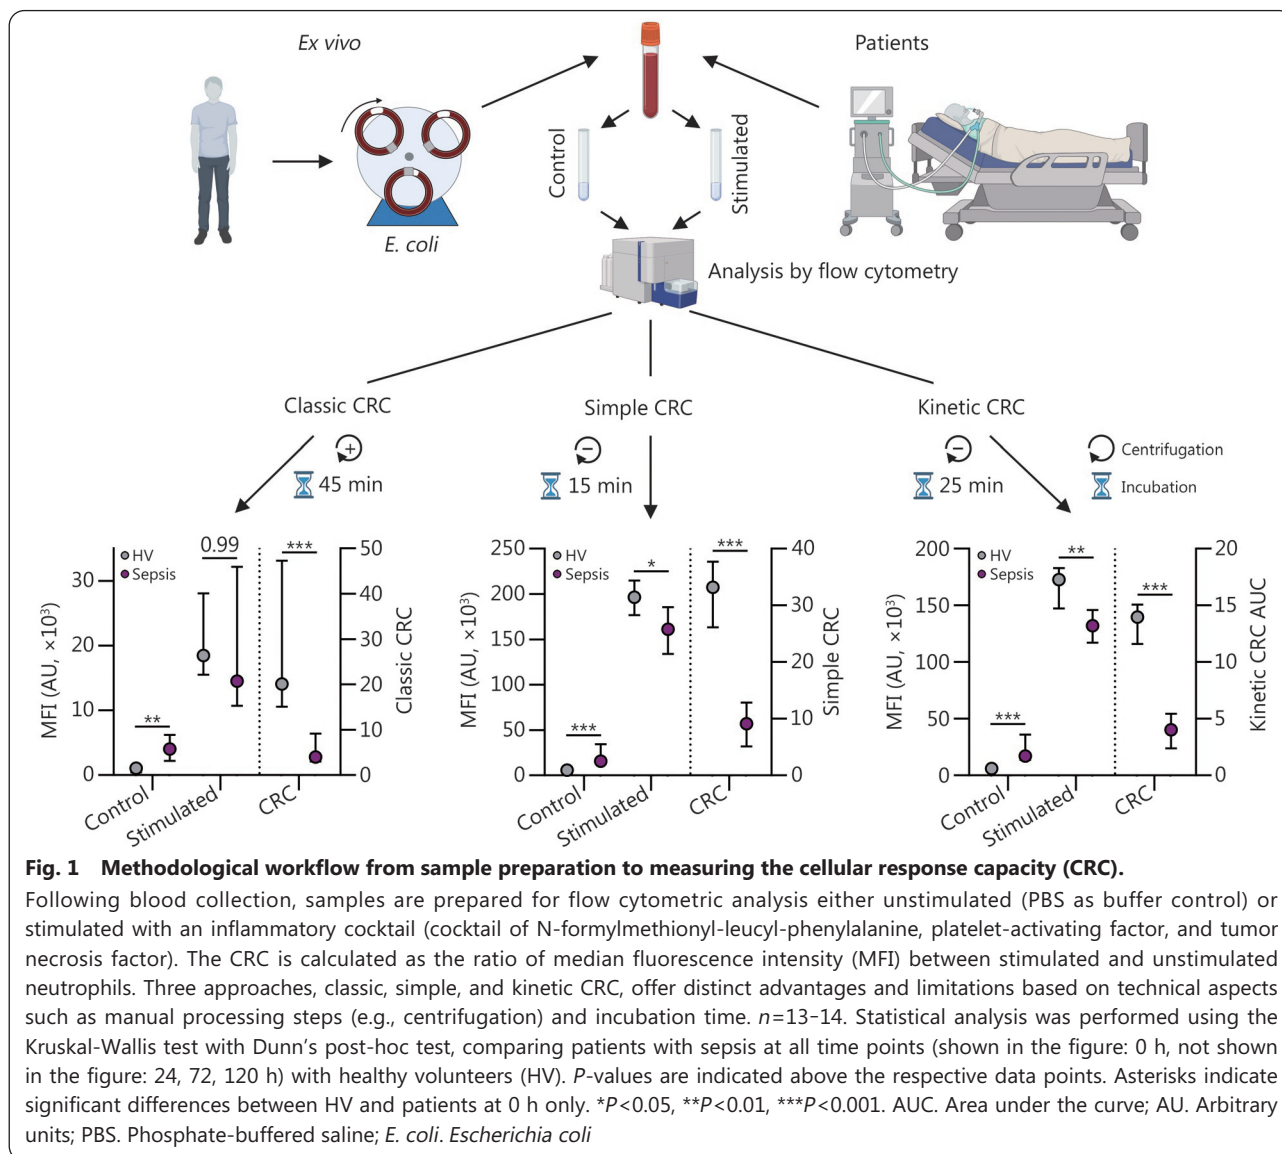 Ex vivo
Patients
Control
Stimulated
E. coli
Analysis by flow cytometry
Classic CRC
Simple CRC
Kinetic CRC
+
45 min
−
15 min
−
25 min
Centrifugation
Incubation
HV
Sepsis
0.99
***
**
MFI (AU, ×10³)
30
20
10
0
Classic CRC
50
40
30
20
10
0
Control
Stimulated
CRC
HV
Sepsis
***
*
***
MFI (AU, ×10³)
250
200
150
100
50
0
Simple CRC
40
30
20
10
0
Control
Stimulated
CRC
HV
Sepsis
***
**
***
MFI (AU, ×10³)
200
150
100
50
0
Kinetic CRC AUC
20
15
10
5
0
Control
Stimulated
CRC
Fig. 1 Methodological workflow from sample preparation to measuring the cellular response capacity (CRC).
Following blood collection, samples are prepared for flow cytometric analysis either unstimulated (PBS as buffer control) or
stimulated with an inflammatory cocktail (cocktail of N-formylmethionyl-leucyl-phenylalanine, platelet-activating factor, and tumor
necrosis factor). The CRC is calculated as the ratio of median fluorescence intensity (MFI) between stimulated and unstimulated
neutrophils. Three approaches, classic, simple, and kinetic CRC, offer distinct advantages and limitations based on technical aspects
such as manual processing steps (e.g., centrifugation) and incubation time. n=13-14. Statistical analysis was performed using the
Kruskal-Wallis test with Dunn's post-hoc test, comparing patients with sepsis at all time points (shown in the figure: 0 h, not shown
in the figure: 24, 72, 120 h) with healthy volunteers (HV). P-values are indicated above the respective data points. Asterisks indicate
significant differences between HV and patients at 0 h only. *P<0.05, **P<0.01, ***P<0.001. AUC. Area under the curve; AU. Arbitrary
units; PBS. Phosphate-buffered saline; E. coli. Escherichia coli